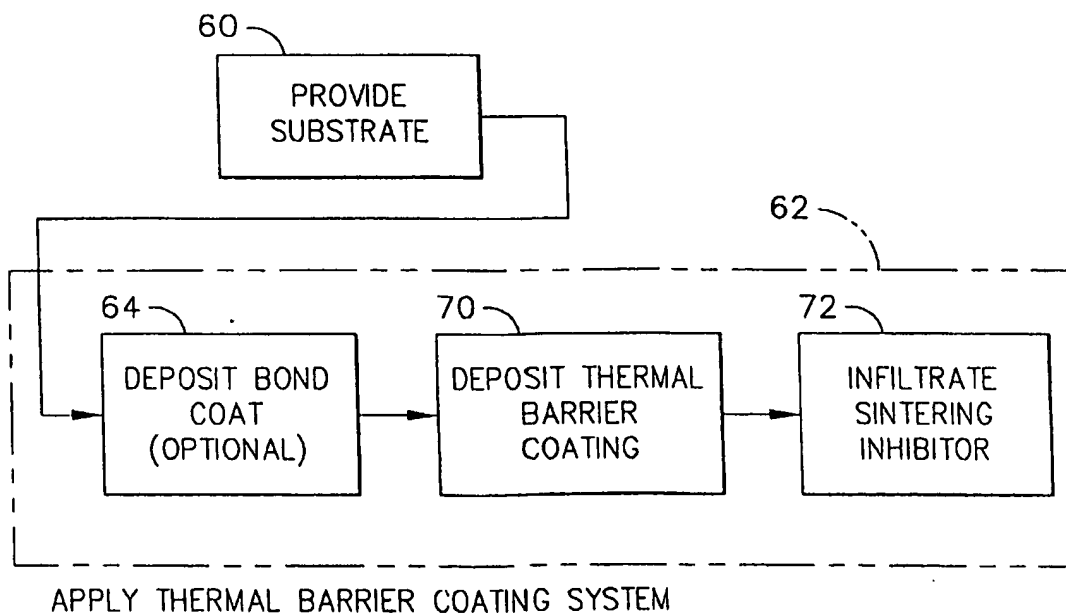 60
PROVIDE
SUBSTRATE
62
64
DEPOSIT BOND
COAT
(OPTIONAL)
70
DEPOSIT THERMAL
BARRIER
COATING
72
INFILTRATE
SINTERING
INHIBITOR
APPLY THERMAL BARRIER COATING SYSTEM